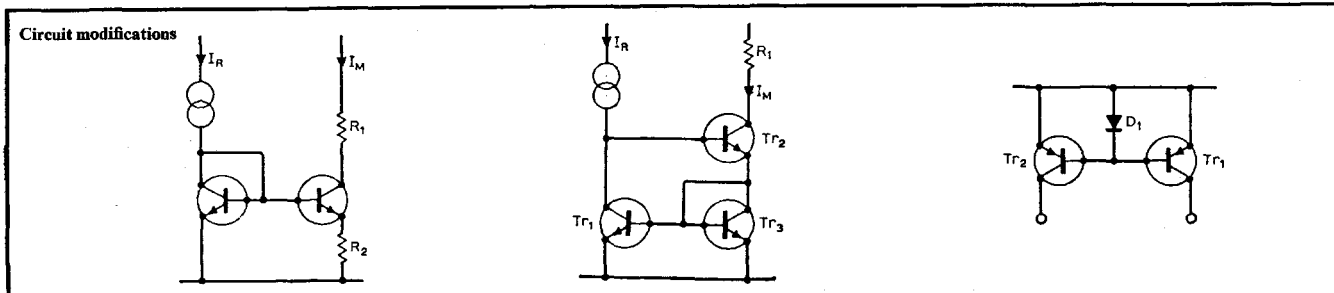 Circuit modifications
I_R
I_M
R_1
R_2
I_R
R_1
I_M
Tr_2
Tr_1
Tr_3
D_1
Tr_2
Tr_1